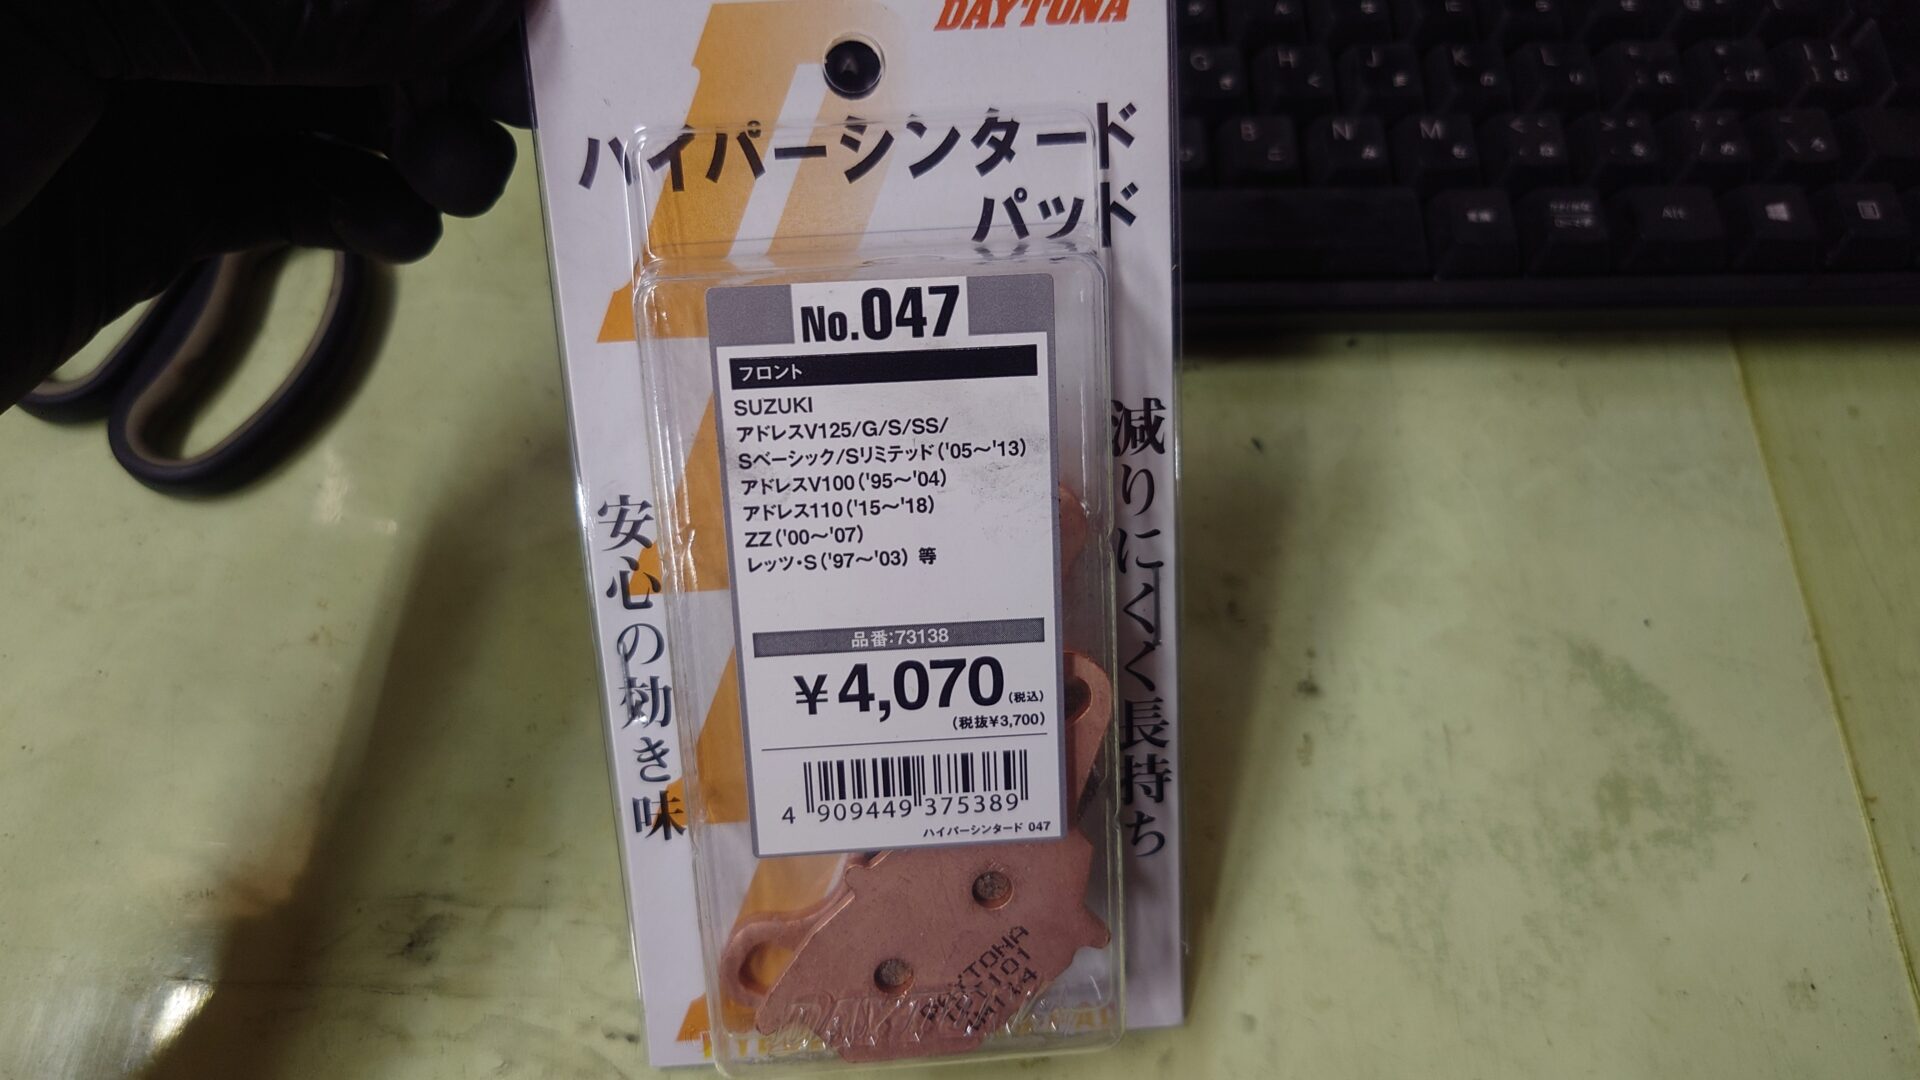 DAYTONA
ハイパーシンタード
パッド
No.047
フロント
SUZUKI
アドレスV125/G/S/SS/
Sベーシック/Sリミテッド('05〜'13)
アドレスV100('95〜'04)
アドレス110('15〜'18)
ZZ('00〜'07)
レッツ・S('97〜'03) 等
品番:73138
¥4,070(税込)
(税抜¥3,700)
4 909449 375389
ハイパーシンタード 047
安心の効き味
減りにくく長持ち
DAYTONA
G
H
J
K
L
B
N
M
Alt